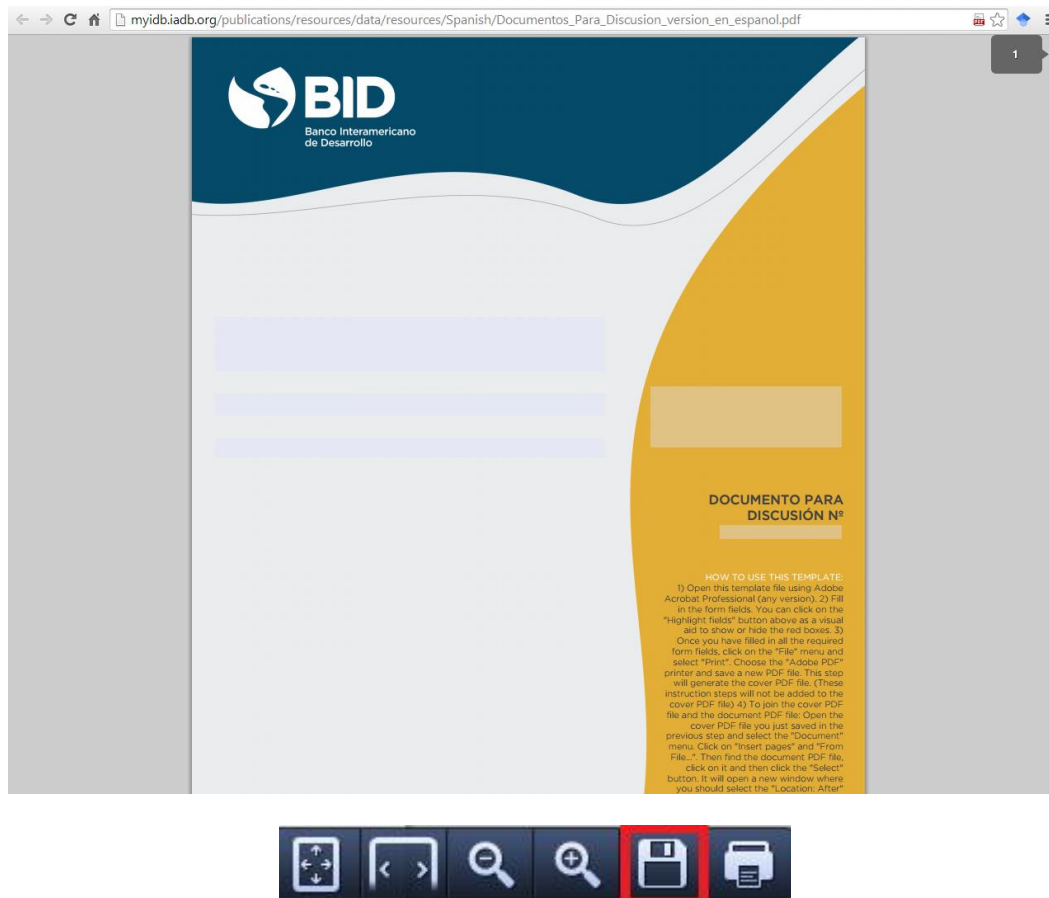 myidb.iadb.org/publications/resources/data/resources/Spanish/Documentos_Para_Discusion_version_en_espanol.pdf
1
BID
Banco Interamericano
de Desarrollo
DOCUMENTO PARA
DISCUSIÓN Nº
HOW TO USE THIS TEMPLATE:
1) Open this template file using Adobe
Acrobat Professional (any version). 2) Fill
in the form fields. You can click on the
"Highlight fields" button above as a visual
aid to show or hide the red boxes. 3)
Once you have filled in all the required
form fields, click on the "File" menu and
select "Print". Choose the "Adobe PDF"
printer and save a new PDF file. This step
will generate the cover PDF file. (These
instruction steps will not be added to the
cover PDF file) 4) To join the cover PDF
file and the document PDF file: Open the
cover PDF file you just saved in the
previous step and select the "Document"
menu. Click on "Insert pages" and "From
File...". Then find the document PDF file,
click on it and then click the "Select"
button. It will open a new window where
you should select the "Location: After"